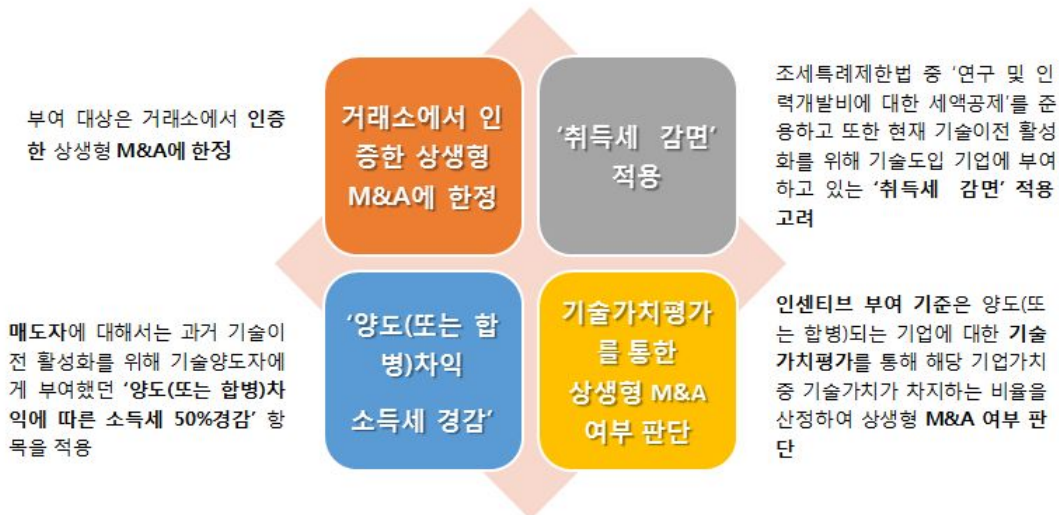 부여 대상은 거래소에서 인증
한 상생형 M&A에 한정
거래소에서 인
증한 상생형
M&A에 한정
‘취득세 감면’
적용
조세특례제한법 중 ‘연구 및 인
력개발비에 대한 세액공제’를 준
용하고 또한 현재 기술이전 활성
화를 위해 기술도입 기업에 부여
하고 있는 ‘취득세 감면’ 적용
고려
매도자에 대해서는 과거 기술이
전 활성화를 위해 기술양도자에
게 부여했던 ‘양도(또는 합병)차
익에 따른 소득세 50%경감’ 항
목을 적용
‘양도(또는 합
병)차익
소득세 경감’
기술가치평가
를 통한
상생형 M&A
여부 판단
인센티브 부여 기준은 양도(또
는 합병)되는 기업에 대한 기술
가치평가를 통해 해당 기업가치
중 기술가치가 차지하는 비율을
산정하여 상생형 M&A 여부 판
단